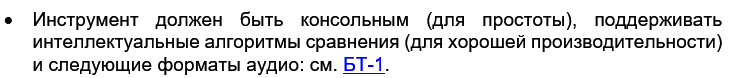 • Инструмент должен быть консольным (для простоты), поддерживать
интеллектуальные алгоритмы сравнения (для хорошей производительности)
и следующие форматы аудио: см. БТ-1.